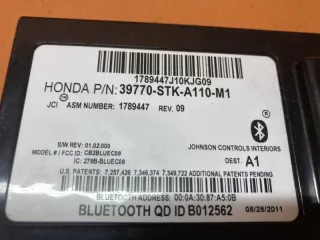 1789447J10KJG09
HONDA P/N: 39770-STK-A110-M1
JCI ASM NUMBER: 1789447 REV. 09
S/W REV: 01.02.000
MODEL # / FCC ID: CB2BLUEC09
IC: 279B-BLUEC08
JOHNSON CONTROLS INTERIORS
DEST. A1
U.S. PATENTS: 7,257,426 7,346,374 7,349,722 ADDITIONAL PATENTS PENDING
BLUETOOTH ADDRESS: 00:0A:30:87:A5:0B
BLUETOOTH QD ID B012562
08/26/2011